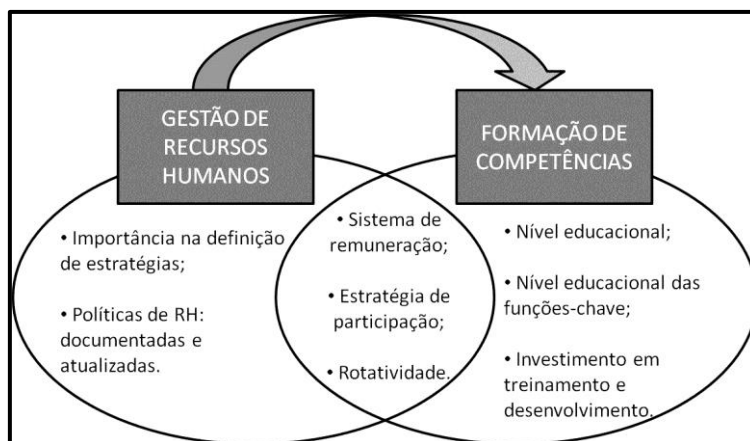 GESTÃO DE
RECURSOS
HUMANOS
FORMAÇÃO DE
COMPETÊNCIAS
• Importância na definição
de estratégias;
• Políticas de RH:
documentadas e
atualizadas.
• Sistema de
remuneração;
• Estratégia de
participação;
• Rotatividade.
• Nível educacional;
• Nível educacional das
funções-chave;
• Investimento em
treinamento e
desenvolvimento.